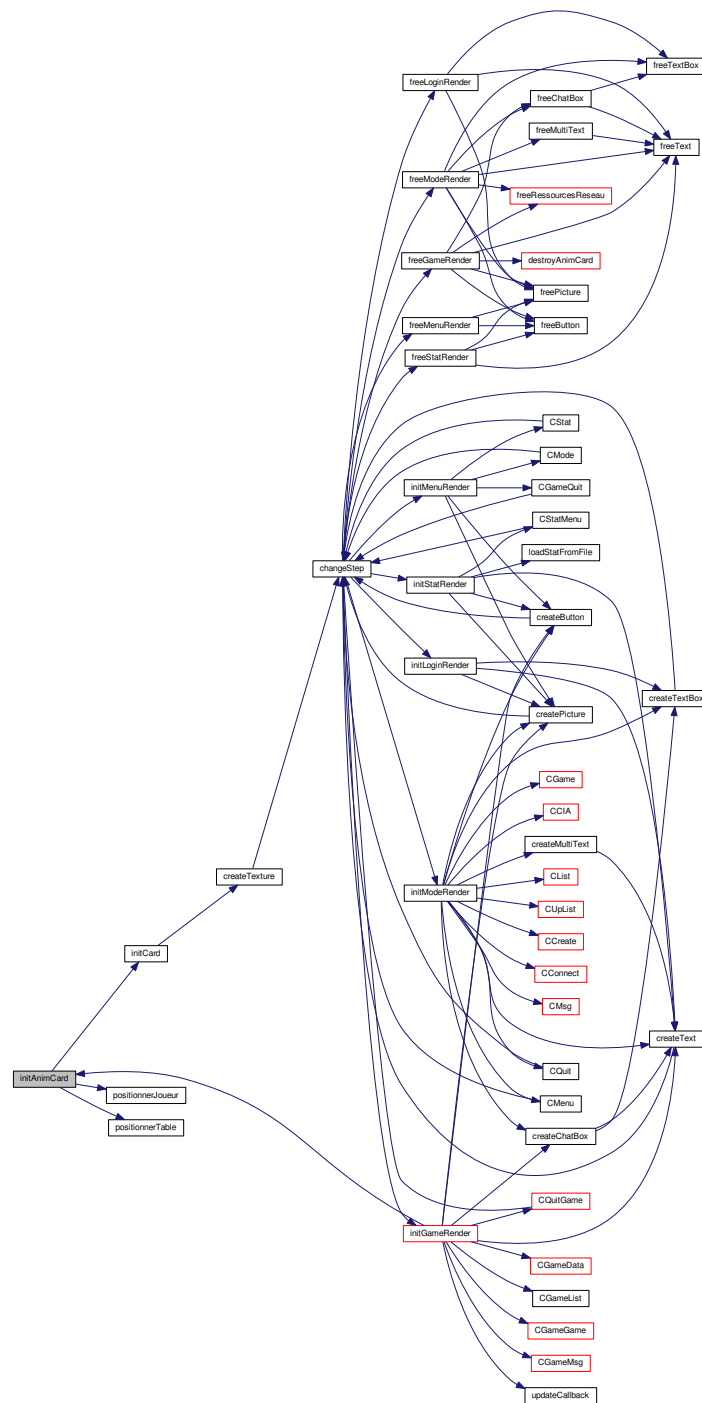 freeTextBox
freeLoginRender
freeChatBox
freeMultiText
freeText
freeModeRender
freeRessourcesReseau
freeGameRender
destroyAnimCard
freePicture
freeMenuRender
freeButton
freeStatRender
CStat
CMode
initMenuRender
CGameQuit
CStatMenu
loadStatFromFile
changeStep
initStatRender
createButton
initLoginRender
createTextBox
createPicture
CGame
CCIA
createMultiText
createTexture
CList
initModeRender
CUpList
CCreate
initCard
CConnect
CMsg
createText
CQuit
initAnimCard
positionnerJoueur
CMenu
positionnerTable
createChatBox
CQuitGame
initGameRender
CGameData
CGameList
CGameGame
CGameMsg
updateCallback